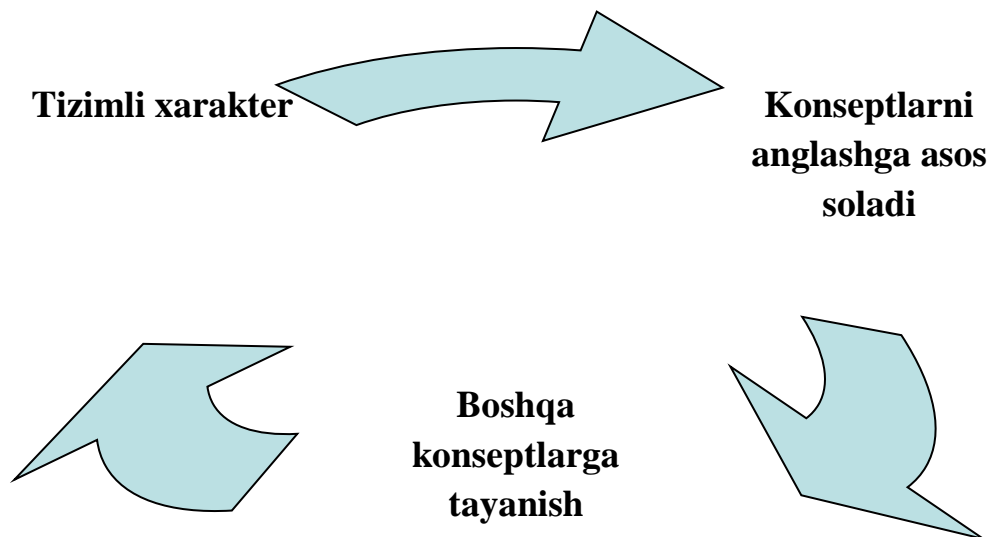 Tizimli xarakter
Konseptlarni
anglashga asos
soladi
Boshqa
konseptlarga
tayanish